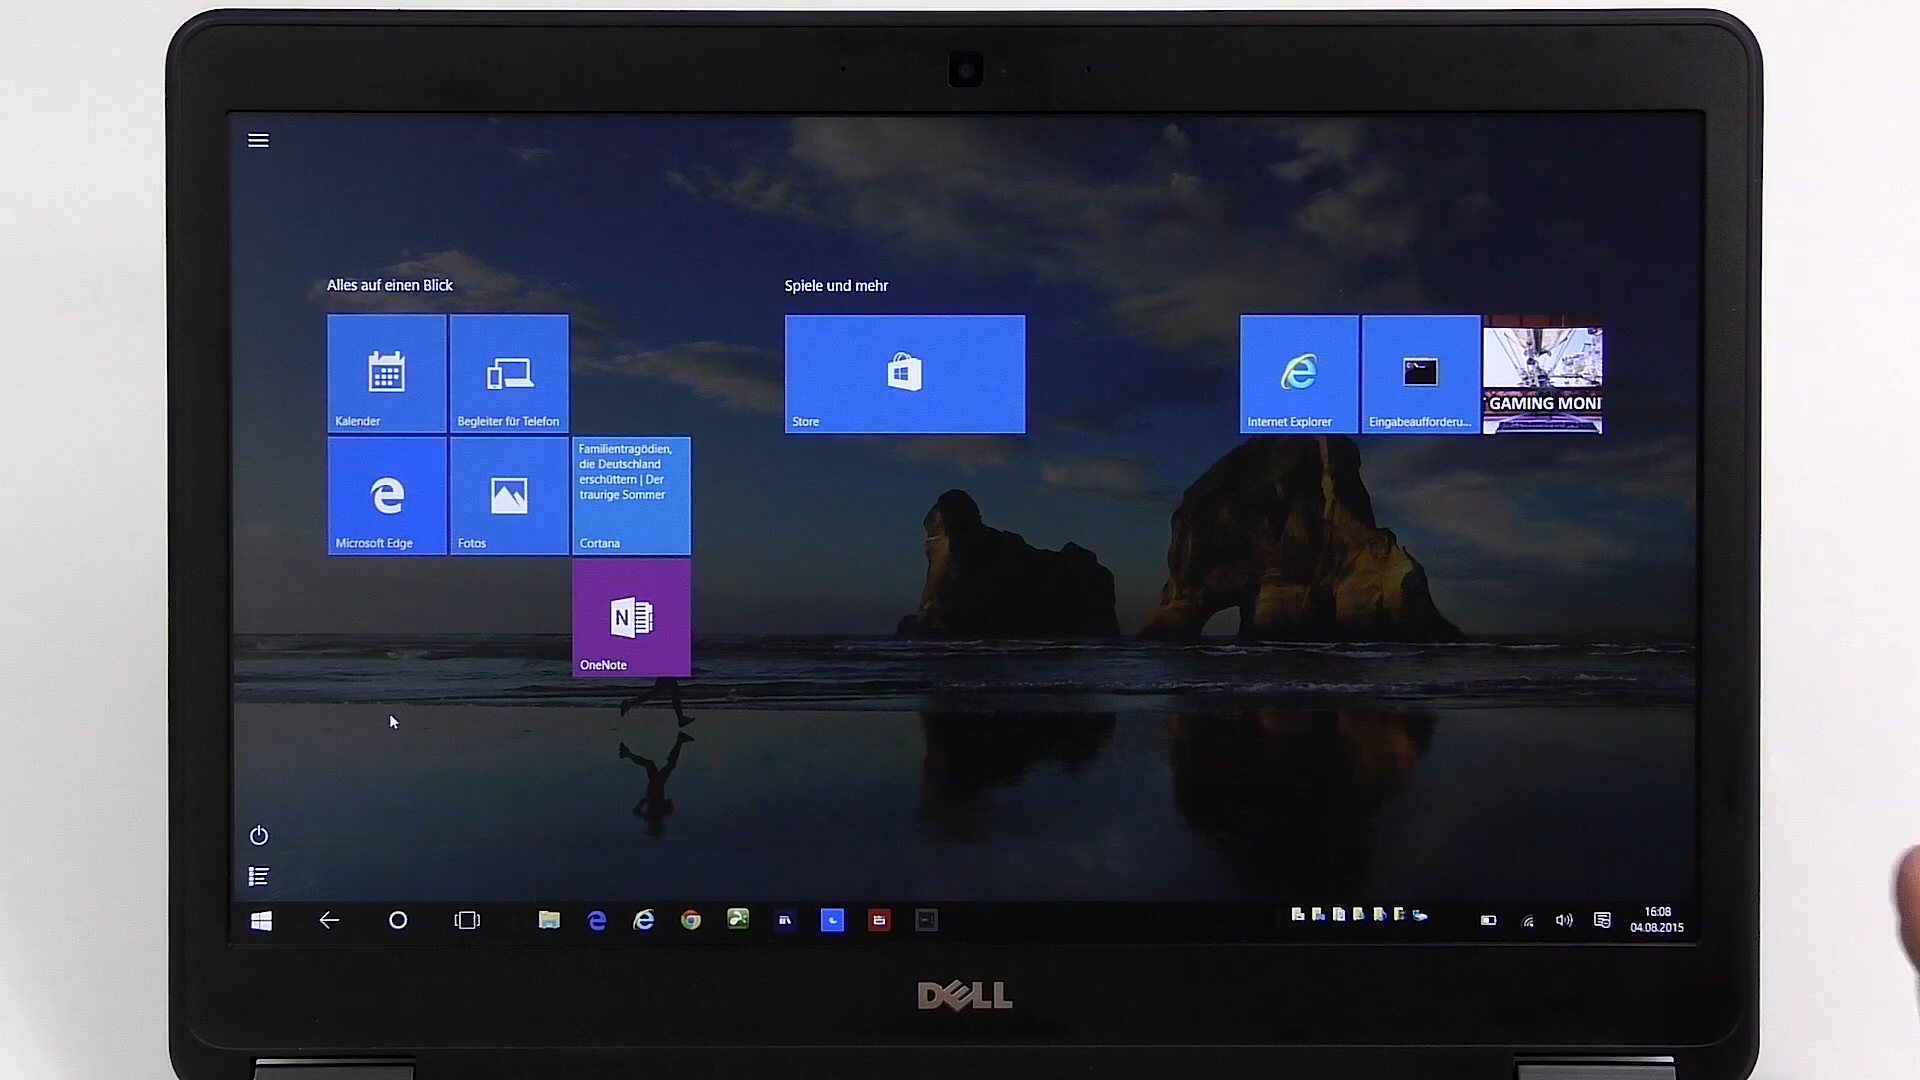 Alles auf einen Blick
Spiele und mehr
Kalender
Begleiter für Telefon
Store
Internet Explorer
Eingabeaufforderu...
GAMING MONI
Microsoft Edge
Fotos
Familientragödien,
die Deutschland
erschüttern | Der
traurige Sommer
Cortana
N
OneNote
16:08
04.08.2015
DELL